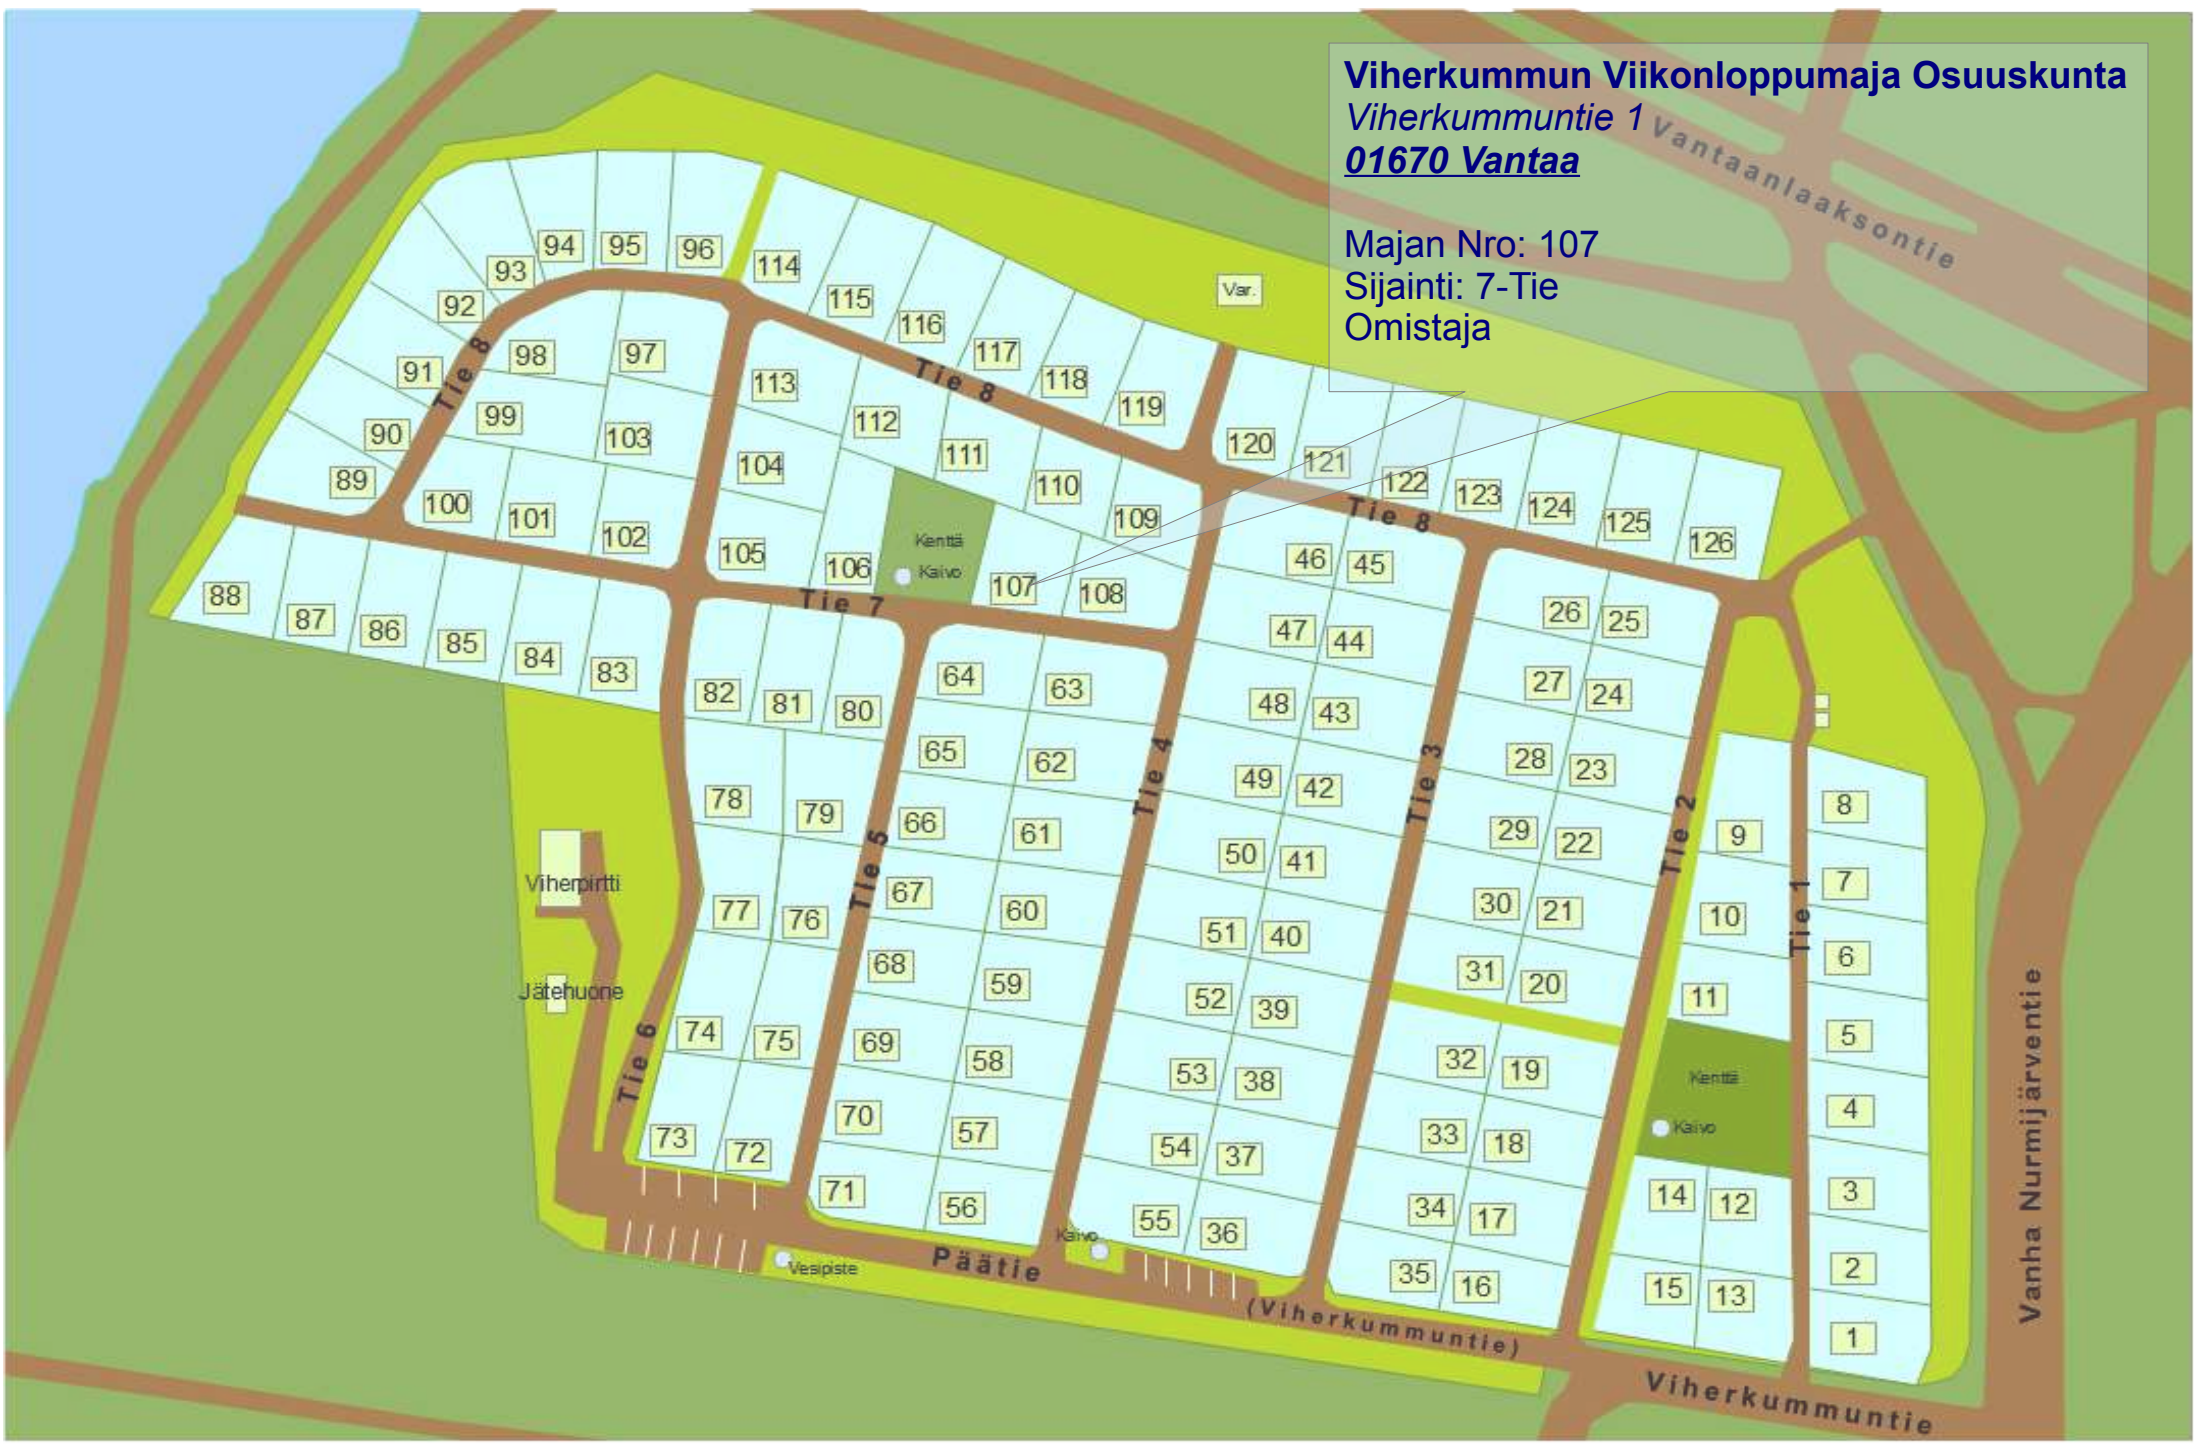 Viherkummun Viikonloppumaja Osuuskunta
Viherkummuntie 1
01670 Vantaa
Majan Nro: 107
Sijainti: 7-Tie
Omistaja
Vantaanlaaksontie
Var.
94 95 96
93
114
92
115
98 97
116
117
91
Tie 8
113
Tie 8
118
99
112
119
90
103
111
120
121
104
110
122
89
100
101
109
123
Tie 8
124
125
102
105
106
Kenttä
Kaivo
126
107
108
46 45
88
87
86
85
84
83
Tie 7
26 25
47 44
82 81 80
64 63
27 24
48 43
65 62
28 23
49 42
78 79
66 61
Tie 4
Tie 3
Tie 2
29 22
9
8
50 41
Viherpirtti
77 76
Tie 5
67 60
30 21
10
7
Tie 1
51 40
68 59
31 20
11
6
Jätehuone
52 39
74 75
69 58
32 19
Kenttä
5
Tie 6
53 38
70 57
33 18
Kaivo
4
73 72
54 37
71 56
34 17
14 12
3
Kaivo
55 36
Vesipiste
Päätie
35 16
15 13
2
(Viherkummuntie)
1
Viherkummuntie
Vanha Nurmijärventie